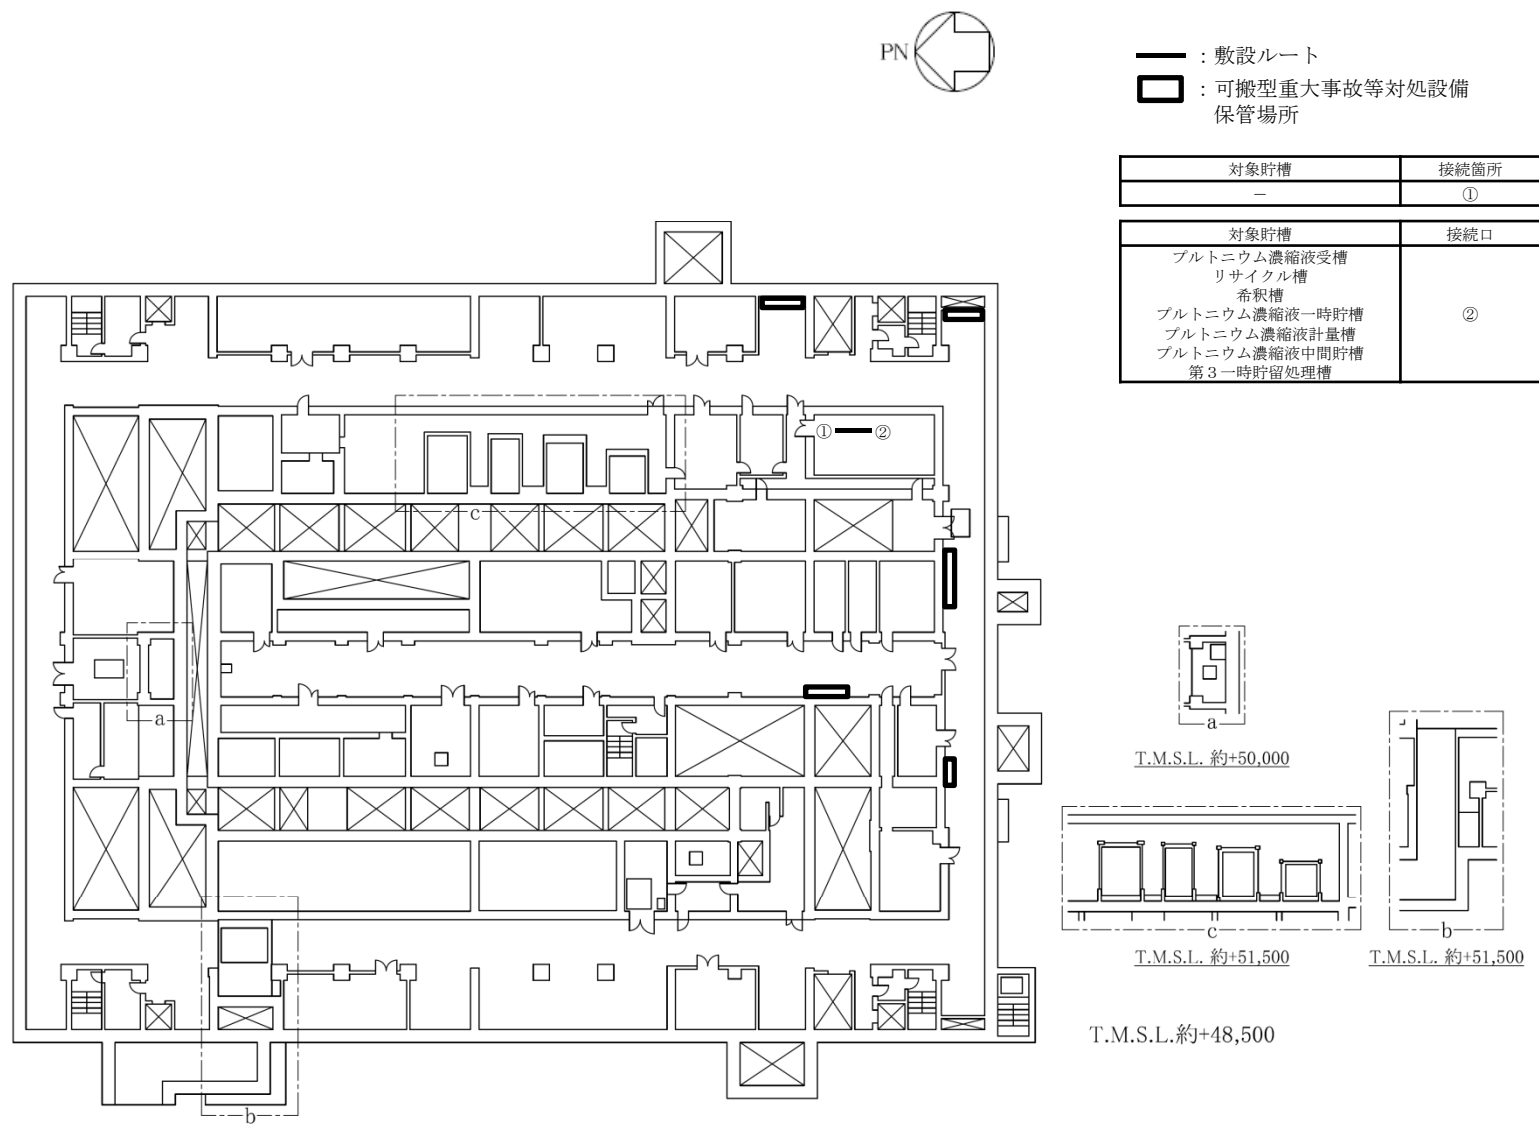 PN
：敷設ルート
：可搬型重大事故等対処設備
保管場所
対象貯槽 接続箇所
－ ①
対象貯槽 接続口
プルトニウム濃縮液受槽
リサイクル槽
希釈槽
プルトニウム濃縮液一時貯槽 ②
プルトニウム濃縮液計量槽
プルトニウム濃縮液中間貯槽
第３一時貯留処理槽
① ②
c
a
b
a
T.M.S.L. 約+50,000
c
T.M.S.L. 約+51,500
b
T.M.S.L. 約+51,500
T.M.S.L.約+48,500